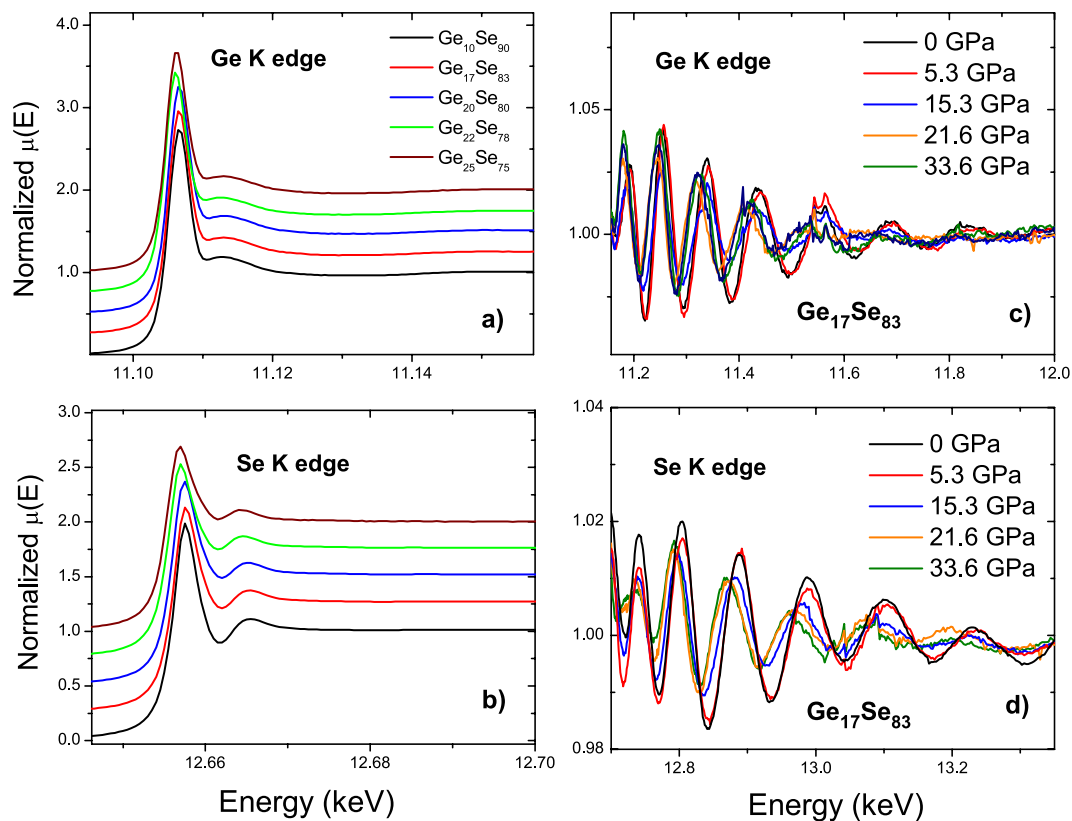 Normalized μ(E)
4.0
3.0
2.0
1.0
Ge K edge
Ge10Se90
Ge17Se83
Ge20Se80
Ge22Se78
Ge25Se75
a)
11.10
11.12
11.14
1.05
1.00
Ge K edge
0 GPa
5.3 GPa
15.3 GPa
21.6 GPa
33.6 GPa
Ge17Se83
c)
11.2
11.4
11.6
11.8
12.0
Normalized μ(E)
3.0
2.5
2.0
1.5
1.0
0.5
0.0
Se K edge
b)
12.66
12.68
12.70
Energy (keV)
1.04
1.02
1.00
0.98
Se K edge
0 GPa
5.3 GPa
15.3 GPa
21.6 GPa
33.6 GPa
Ge17Se83
d)
12.8
13.0
13.2
Energy (keV)